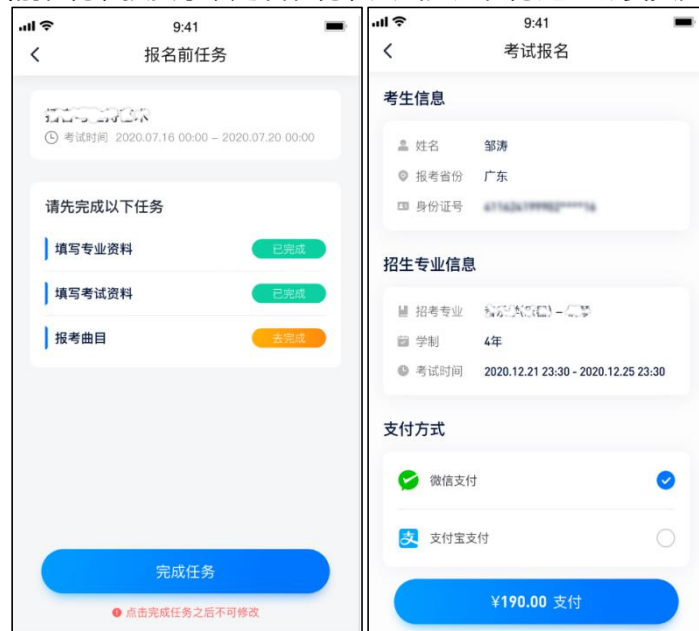 9:41
报名前任务
考试时间 2020.07.16 00:00 – 2020.07.20 00:00
请先完成以下任务
填写专业资料 已完成
填写考试资料 已完成
报考曲目 去完成
完成任务
点击完成任务之后不可修改
9:41
考试报名
考生信息
姓名 邹涛
报考省份 广东
身份证号
招生专业信息
招考专业
学制 4年
考试时间 2020.12.21 23:30 - 2020.12.25 23:30
支付方式
微信支付
支 支付宝支付
¥190.00 支付